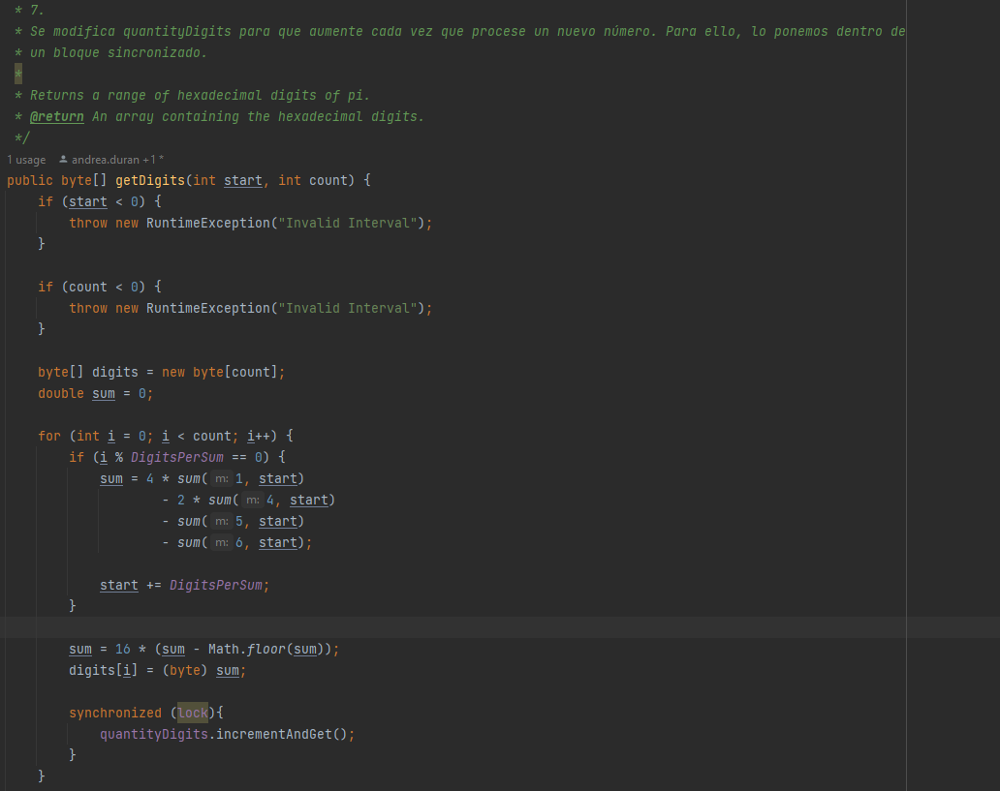 * 7.
* Se modifica quantityDigits para que aumente cada vez que procese un nuevo número. Para ello, lo ponemos dentro de
* un bloque sincronizado.
*
* Returns a range of hexadecimal digits of pi.
* @return An array containing the hexadecimal digits.
*/
1 usage andrea.duran +1 *
public byte[] getDigits(int start, int count) {
if (start < 0) {
throw new RuntimeException("Invalid Interval");
}
if (count < 0) {
throw new RuntimeException("Invalid Interval");
}
byte[] digits = new byte[count];
double sum = 0;
for (int i = 0; i < count; i++) {
if (i % DigitsPerSum == 0) {
sum = 4 * sum( m: 1, start)
- 2 * sum( m: 4, start)
- sum( m: 5, start)
- sum( m: 6, start);
start += DigitsPerSum;
}
sum = 16 * (sum - Math.floor(sum));
digits[i] = (byte) sum;
synchronized (lock){
quantityDigits.incrementAndGet();
}
}